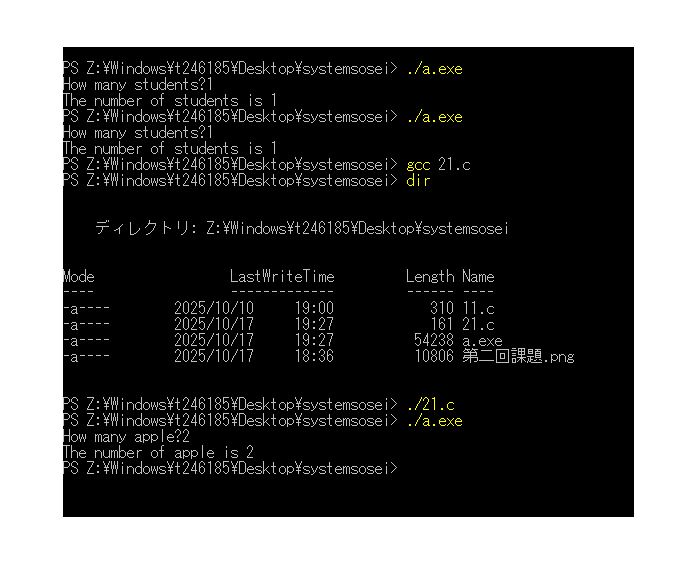 PS Z:¥Windows¥t246185¥Desktop¥systemsosei> ./a.exe
How many students?1
The number of students is 1
PS Z:¥Windows¥t246185¥Desktop¥systemsosei> ./a.exe
How many students?1
The number of students is 1
PS Z:¥Windows¥t246185¥Desktop¥systemsosei> gcc 21.c
PS Z:¥Windows¥t246185¥Desktop¥systemsosei> dir
ディレクトリ: Z:¥Windows¥t246185¥Desktop¥systemsosei
Mode LastWriteTime Length Name
---- ------------- ------ ----
-a---- 2025/10/10 19:00 310 11.c
-a---- 2025/10/17 19:27 161 21.c
-a---- 2025/10/17 19:27 54238 a.exe
-a---- 2025/10/17 18:36 10806 第二回課題.png
PS Z:¥Windows¥t246185¥Desktop¥systemsosei> ./21.c
PS Z:¥Windows¥t246185¥Desktop¥systemsosei> ./a.exe
How many apple?2
The number of apple is 2
PS Z:¥Windows¥t246185¥Desktop¥systemsosei>